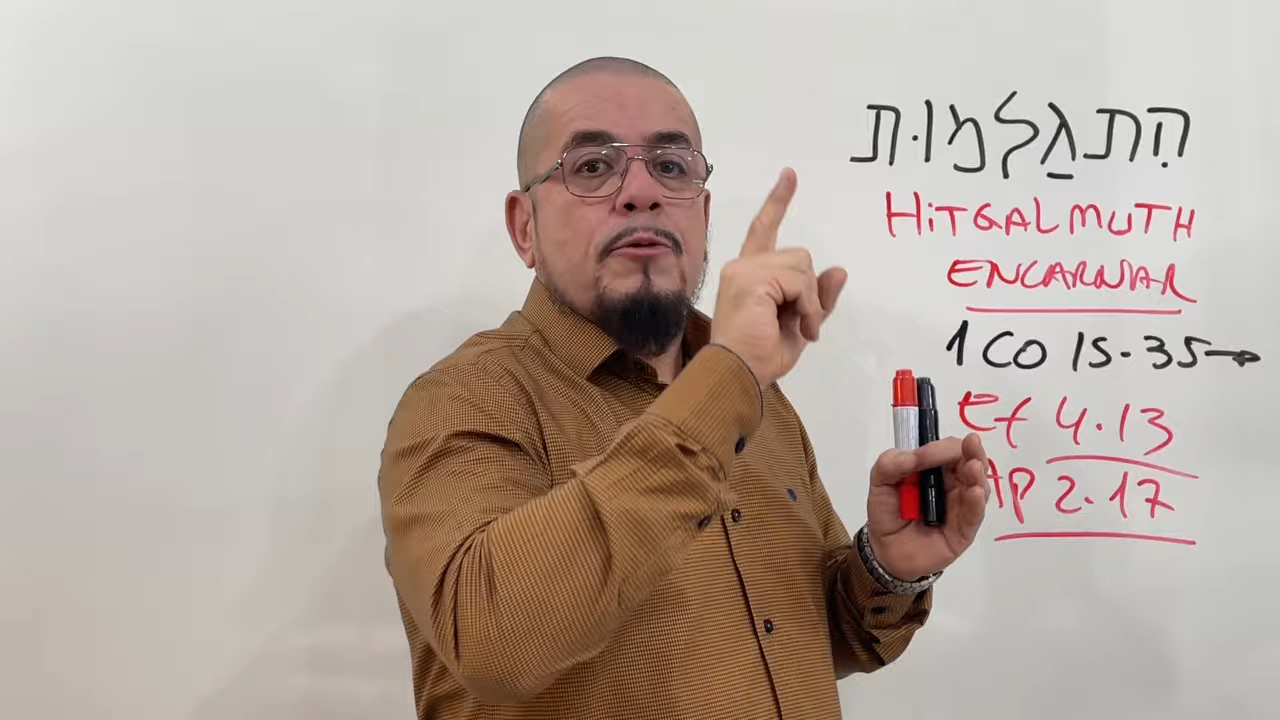 הִתגַלמו.ת
HiTGALMUTH
ENCARNAR
1 CO 15.35→
Ef 4.13
AP 2.17